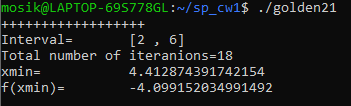 mosik@LAPTOP-69S778GL:~/sp_cw1$ ./golden21
++++++++++++++++++
Interval=       [2 , 6]
Total number of iteranions=18
xmin=           4.412874391742154
f(xmin)=        -4.099152034991492